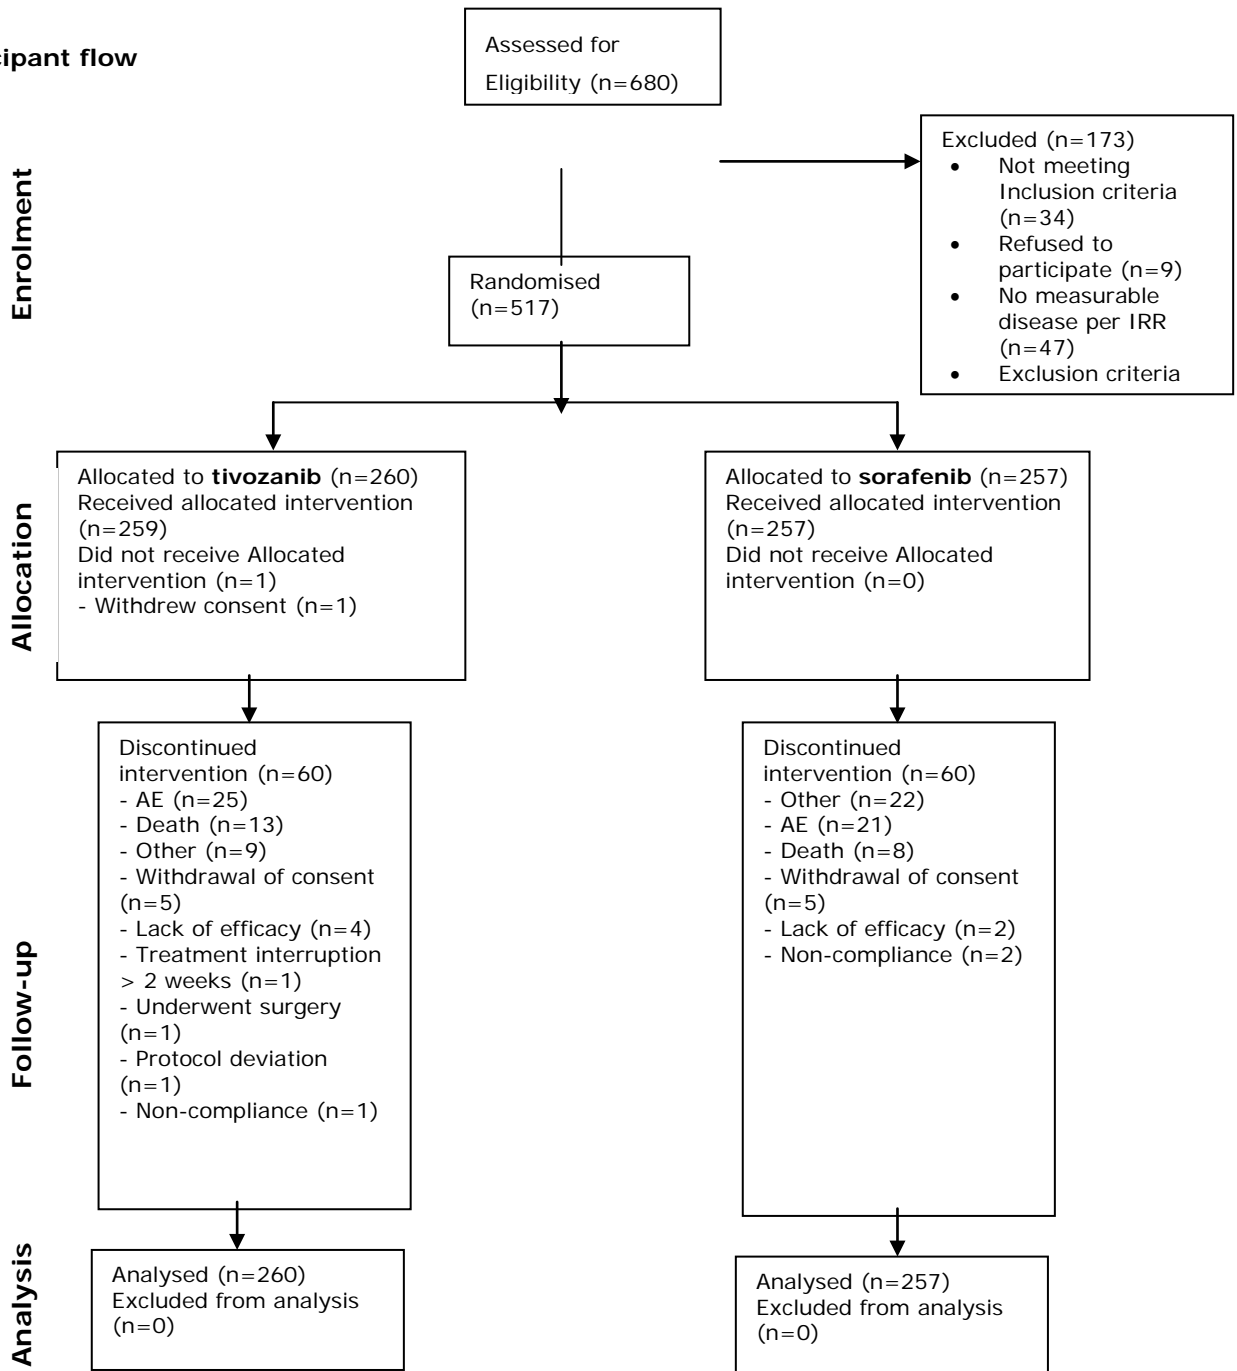 cipant flow
Assessed for
Eligibility (n=680)
Enrolment
Excluded (n=173)
• Not meeting
Inclusion criteria
(n=34)
• Refused to
participate (n=9)
• No measurable
disease per IRR
(n=47)
• Exclusion criteria
Randomised
(n=517)
Allocation
Allocated to tivozanib (n=260)
Received allocated intervention
(n=259)
Did not receive Allocated
intervention (n=1)
- Withdrew consent (n=1)
Allocated to sorafenib (n=257)
Received allocated intervention
(n=257)
Did not receive Allocated
intervention (n=0)
Follow-up
Discontinued
intervention (n=60)
- AE (n=25)
- Death (n=13)
- Other (n=9)
- Withdrawal of consent
(n=5)
- Lack of efficacy (n=4)
- Treatment interruption
> 2 weeks (n=1)
- Underwent surgery
(n=1)
- Protocol deviation
(n=1)
- Non-compliance (n=1)
Discontinued
intervention (n=60)
- Other (n=22)
- AE (n=21)
- Death (n=8)
- Withdrawal of consent
(n=5)
- Lack of efficacy (n=2)
- Non-compliance (n=2)
Analysis
Analysed (n=260)
Excluded from analysis
(n=0)
Analysed (n=257)
Excluded from analysis
(n=0)